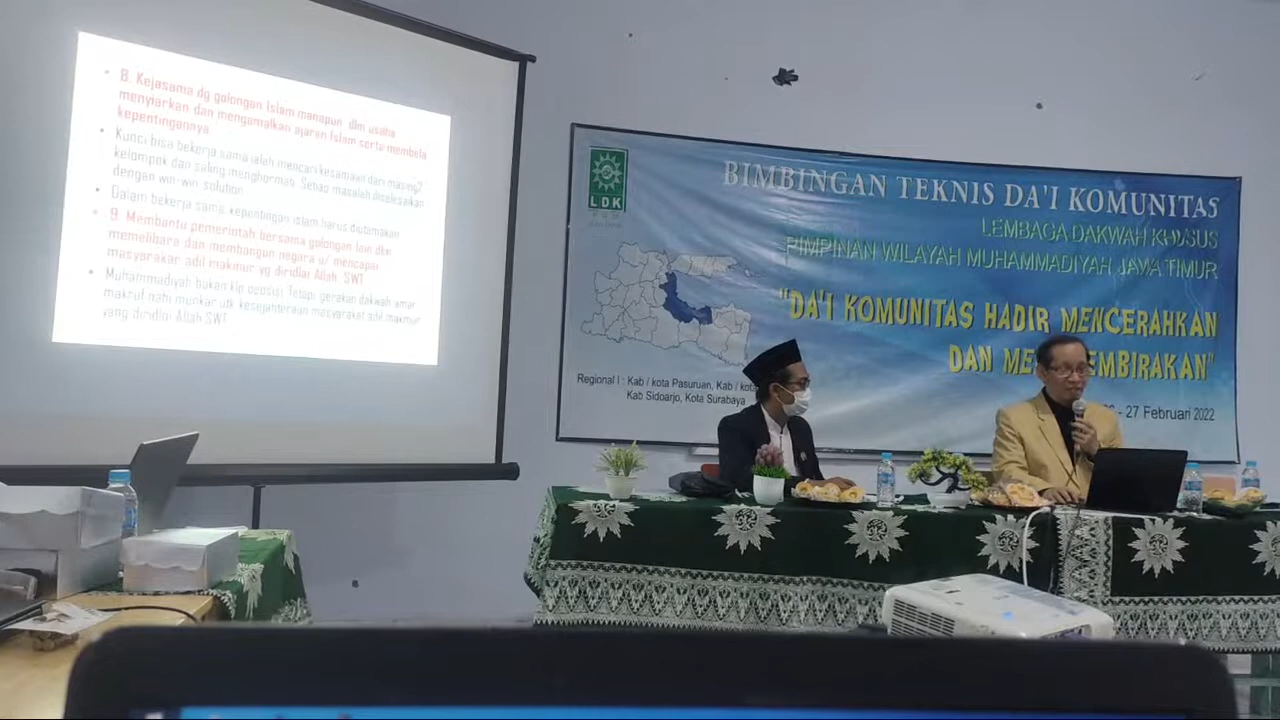 B. Kejasama dg golongan Islam manapun dlm usaha
menyiarkan dan mengamalkan ajaran Islam serta membela
kepentingannya.
Kunci bisa bekerja sama ialah mencari kesamaan dari masing2
kelompok dan saling menghormati. Setiap masalah diselesaikan
dengan win-win solution.
Dalam bekerja sama, kepentingan islam harus diutamakan
9. Membantu pemerintah bersama golongan lain dlm
memelihara dan membangun negara u/ mencapai
masyarakat adil makmur yg diridlai Allah SWT
Muhammadiyah bukan klp oposisi. Tetapi gerakan dakwah amar
makruf nahi munkar utk kesejahteraan masyarakat adil makmur
yang diridloi Allah SWT
LDK
BIMBINGAN TEKNIS DA'I KOMUNITAS
LEMBAGA DAKWAH KHUSUS
PIMPINAN WILAYAH MUHAMMADIYAH JAWA TIMUR
"DA'I KOMUNITAS HADIR MENCERAHKAN
DAN EMBIRAKAN"
Regional I : Kab / kota Pasuruan, Kab / kota
Kab Sidoarjo, Kota Surabaya
- 27 Februari 2022